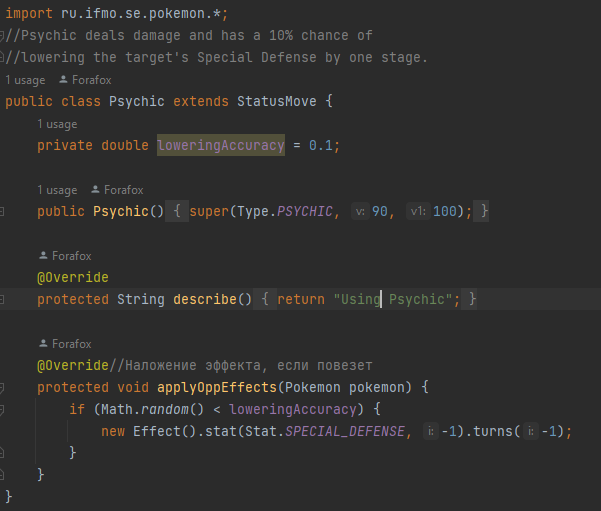 import ru.ifmo.se.pokemon.*;
//Psychic deals damage and has a 10% chance of
//lowering the target's Special Defense by one stage.
1 usage Forafox
public class Psychic extends StatusMove {
1 usage
private double loweringAccuracy = 0.1;
1 usage Forafox
public Psychic() { super(Type.PSYCHIC, v: 90, v1: 100); }
Forafox
@Override
protected String describe() { return "Using Psychic"; }
Forafox
@Override//Наложение эффекта, если повезет
protected void applyOppEffects(Pokemon pokemon) {
if (Math.random() < loweringAccuracy) {
new Effect().stat(Stat.SPECIAL_DEFENSE, i: -1).turns(i: -1);
}
}
}